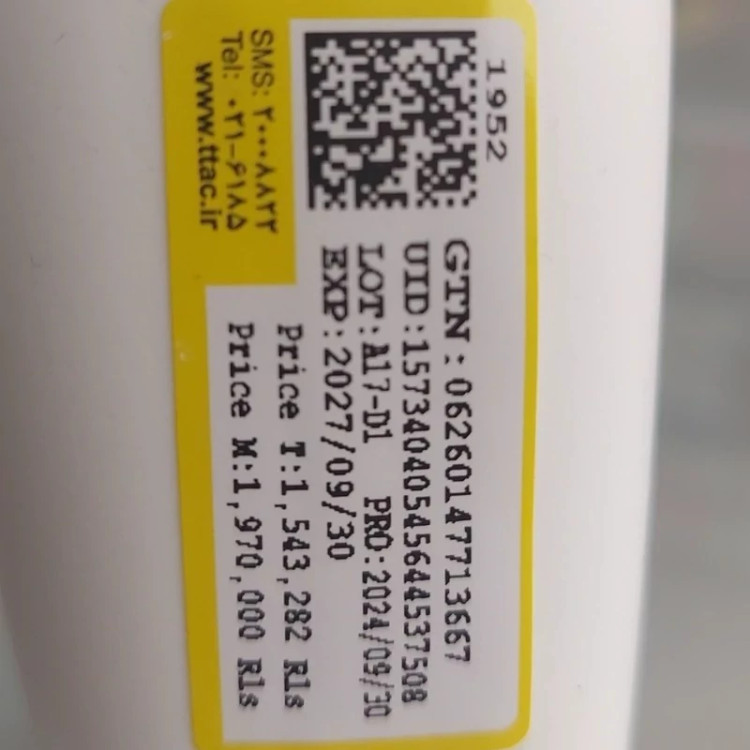 1952
GTN : 06260147713667
UID:15734040545644537508
LOT:A17-D1 PRO:2024/09/30
EXP:2027/09/30
Price T:1,543,282 Rls
Price M:1,970,000 Rls
SMS: ۲۰۰۰۸۸۲۲
Tel: ۰۲۱-۶۱۸۵
www.ttac.ir